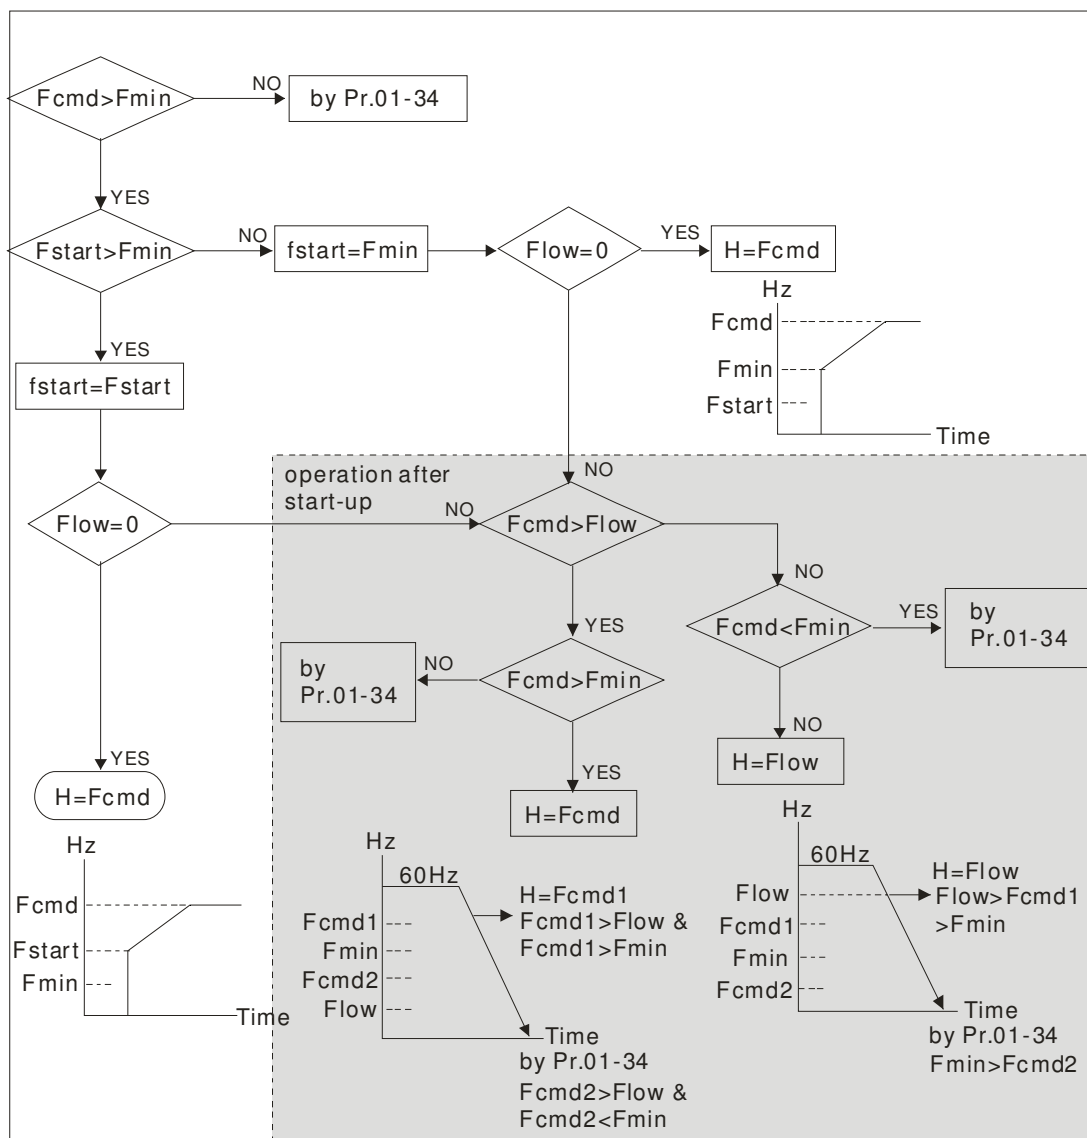 Fcmd>Fmin
NO
by Pr.01-34
YES
Fstart>Fmin
NO
fstart=Fmin
Flow=0
YES
H=Fcmd
Hz
Fcmd
Fmin
Fstart
Time
YES
fstart=Fstart
NO
operation after
start-up
Flow=0
NO
Fcmd>Flow
NO
YES
Fcmd<Fmin
YES
by
Pr.01-34
by
Pr.01-34
NO
Fcmd>Fmin
NO
H=Flow
YES
H=Fcmd
YES
H=Fcmd
Hz
Fcmd
Fstart
Fmin
Time
Hz
60Hz
Fcmd1
Fmin
Fcmd2
Flow
H=Fcmd1
Fcmd1>Flow &
Fcmd1>Fmin
Time
by Pr.01-34
Fcmd2>Flow &
Fcmd2<Fmin
Hz
60Hz
Flow
Fcmd1
Fmin
Fcmd2
H=Flow
Flow>Fcmd1
>Fmin
Time
by Pr.01-34
Fmin>Fcmd2